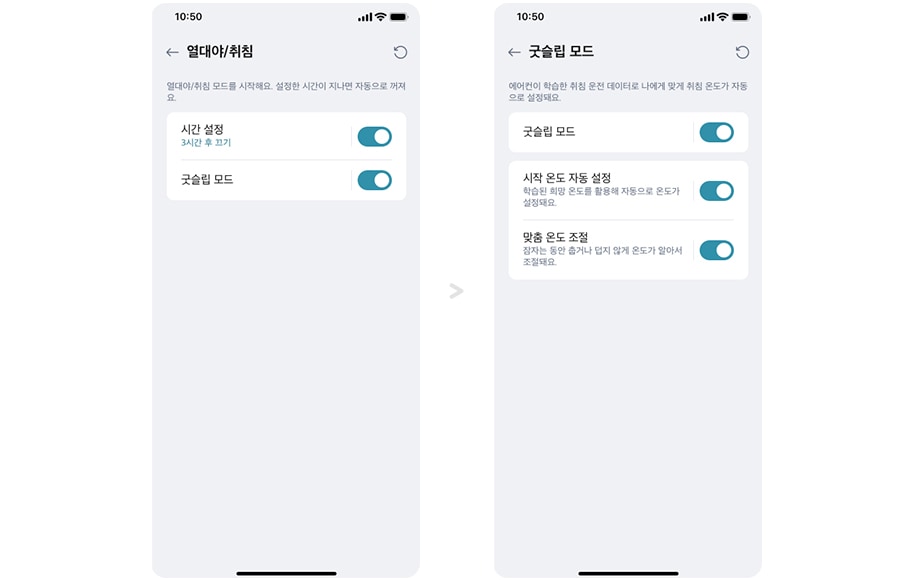 10:50
열대야/취침
열대야/취침 모드를 시작해요. 설정한 시간이 지나면 자동으로 꺼져
요.
시간 설정
3시간 후 끄기
굿슬립 모드
>
10:50
굿슬립 모드
에어컨이 학습한 취침 운전 데이터로 나에게 맞게 취침 온도가 자동
으로 설정돼요.
굿슬립 모드
시작 온도 자동 설정
학습된 희망 온도를 활용해 자동으로 온도가
설정돼요.
맞춤 온도 조절
잠자는 동안 춥거나 덥지 않게 온도가 알아서
조절돼요.